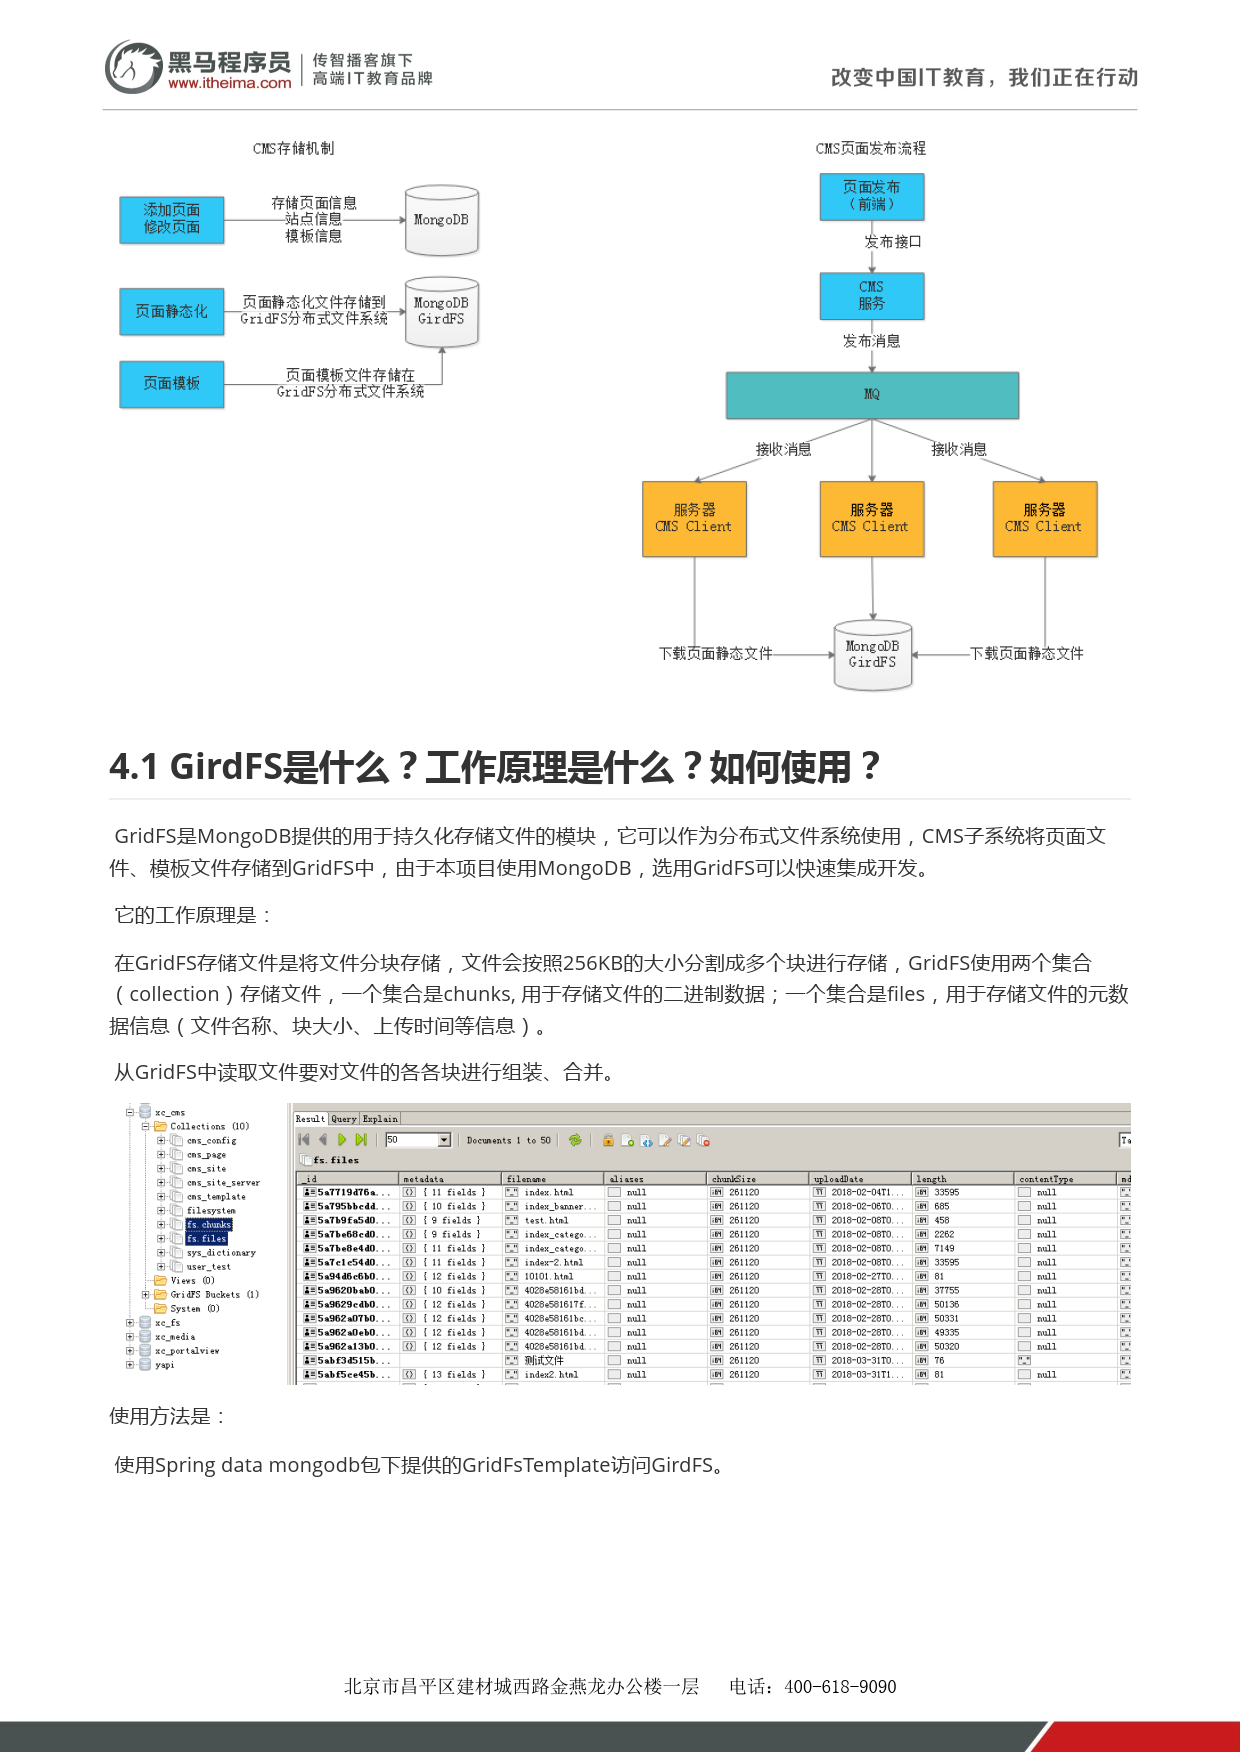 黑马程序员
www.itheima.com
传智播客旗下
高端IT教育品牌
改变中国IT教育，我们正在行动
CMS存储机制
添加页面
修改页面
存储页面信息
站点信息
模板信息
MongoDB
页面静态化
页面静态化文件存储到
GridFS分布式文件系统
MongoDB
GirdFS
页面模板
页面模板文件存储在
GridFS分布式文件系统
CMS页面发布流程
页面发布
（前端）
发布接口
CMS
服务
发布消息
MQ
接收消息
接收消息
服务器
CMS Client
服务器
CMS Client
服务器
CMS Client
下载页面静态文件
MongoDB
GirdFS
下载页面静态文件
4.1 GirdFS是什么？工作原理是什么？如何使用？
GridFS是MongoDB提供的用于持久化存储文件的模块，它可以作为分布式文件系统使用，CMS子系统将页面文
件、模板文件存储到GridFS中，由于本项目使用MongoDB，选用GridFS可以快速集成开发。
它的工作原理是：
在GridFS存储文件是将文件分块存储，文件会按照256KB的大小分割成多个块进行存储，GridFS使用两个集合
（collection）存储文件，一个集合是chunks, 用于存储文件的二进制数据；一个集合是files，用于存储文件的元数
据信息（文件名称、块大小、上传时间等信息）。
从GridFS中读取文件要对文件的各各块进行组装、合并。
xc_cms
Collections (10)
cms_config
cms_page
cms_site
cms_site_server
cms_template
filesystem
fs.chunks
fs.files
sys_dictionary
user_test
Views (0)
GridFS Buckets (1)
System (0)
xc_fs
xc_media
xc_portalview
yapi
Result Query Explain
50 Documents 1 to 50
fs.files
_id metadata filename aliases chunkSize uploadDate length contentType md
5a7719d76a... { 11 fields } index.html null 261120 2018-02-04T1... 33595 null
5a795bbcdd... { 10 fields } index_banner... null 261120 2018-02-06T0... 685 null
5a7b9fa5d0... { 9 fields } test.html null 261120 2018-02-08T0... 458 null
5a7be68cd0... { 9 fields } index_catego... null 261120 2018-02-08T0... 2262 null
5a7be8e4d0... { 11 fields } index_catego... null 261120 2018-02-08T0... 7149 null
5a7c1c54d0... { 11 fields } index-2.html null 261120 2018-02-08T0... 33595 null
5a94d6c6b0... { 12 fields } 10101.html null 261120 2018-02-27T0... 81 null
5a9620bab0... { 10 fields } 4028e58161bd... null 261120 2018-02-28T0... 37755 null
5a9629cdb0... { 12 fields } 4028e581617f... null 261120 2018-02-28T0... 50136 null
5a962a07b0... { 12 fields } 4028e58161bc... null 261120 2018-02-28T0... 50331 null
5a962a0eb0... { 12 fields } 4028e58161bd... null 261120 2018-02-28T0... 49335 null
5a962a13b0... { 12 fields } 4028e58161bd... null 261120 2018-02-28T0... 50320 null
5abf3d515b... 测试文件 null 261120 2018-03-31T0... 76
5abf5ce45b... { 13 fields } index2.html null 261120 2018-03-31T1... 81 null
使用方法是：
使用Spring data mongodb包下提供的GridFsTemplate访问GirdFS。
北京市昌平区建材城西路金燕龙办公楼一层 电话：400-618-9090